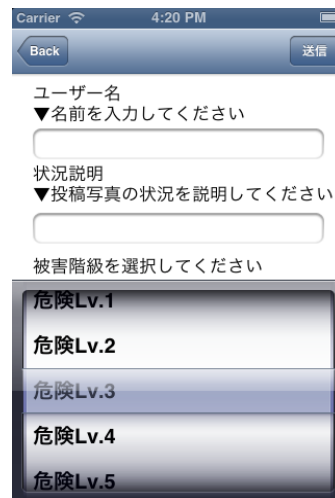 Carrier 4:20 PM
Back 送信
ユーザー名
▼名前を入力してください
状況説明
▼投稿写真の状況を説明してください
被害階級を選択してください
危険Lv.1
危険Lv.2
危険Lv.3
危険Lv.4
危険Lv.5